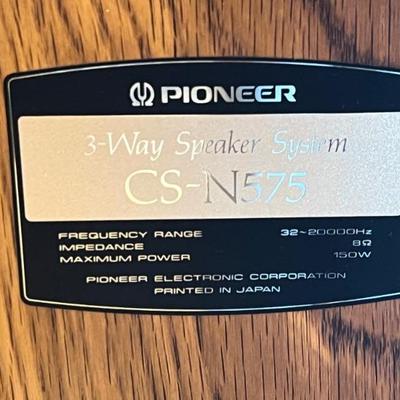 PIONEER
3-Way Speaker System
CS-N575
FREQUENCY RANGE 32~20000Hz
IMPEDANCE 8Ω
MAXIMUM POWER 150W
PIONEER ELECTRONIC CORPORATION
PRINTED IN JAPAN